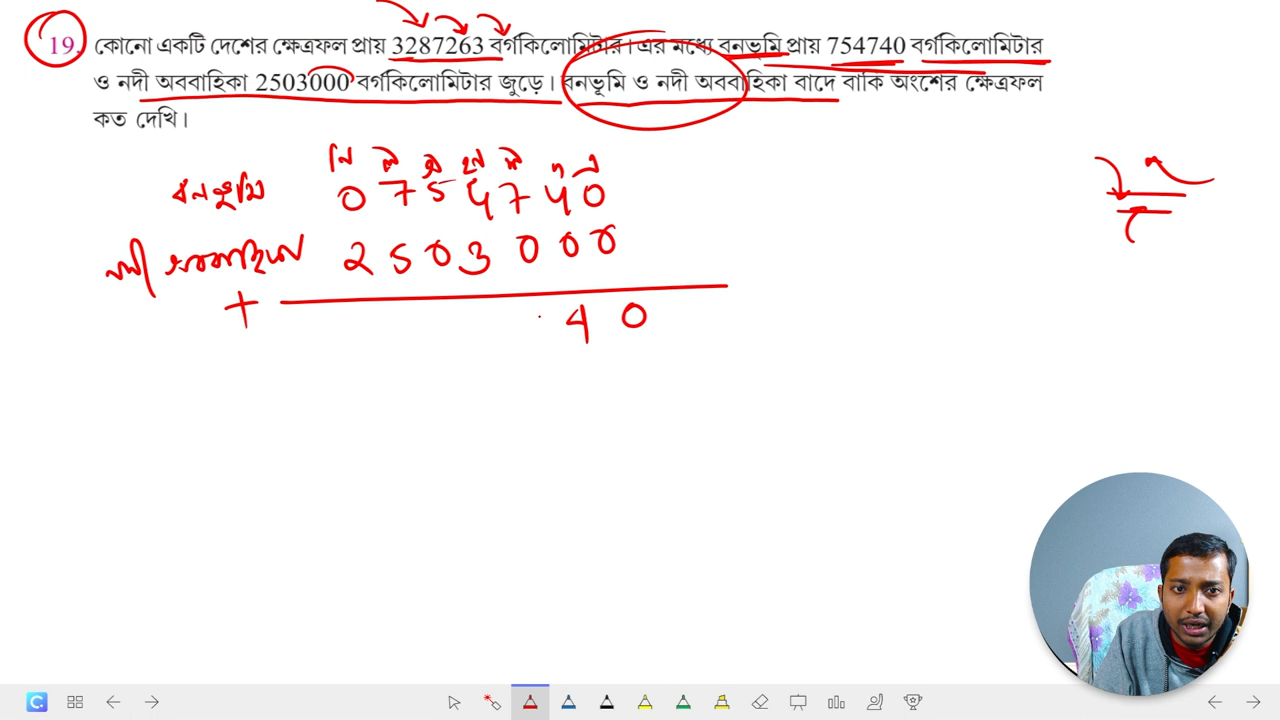 19. কোনো একটি দেশের ক্ষেত্রফল প্রায় 3287263 বর্গকিলোমিটার। এর মধ্যে বনভূমি প্রায় 754740 বর্গকিলোমিটার
ও নদী অববাহিকা 2503000 বর্গকিলোমিটার জুড়ে। বনভূমি ও নদী অববাহিকা বাদে বাকি অংশের ক্ষেত্রফল
কত দেখি।
বনভূমি 0 7 5 4 7 4 0
নদী অববাহিকা 2 5 0 3 0 0 0
+
4 0